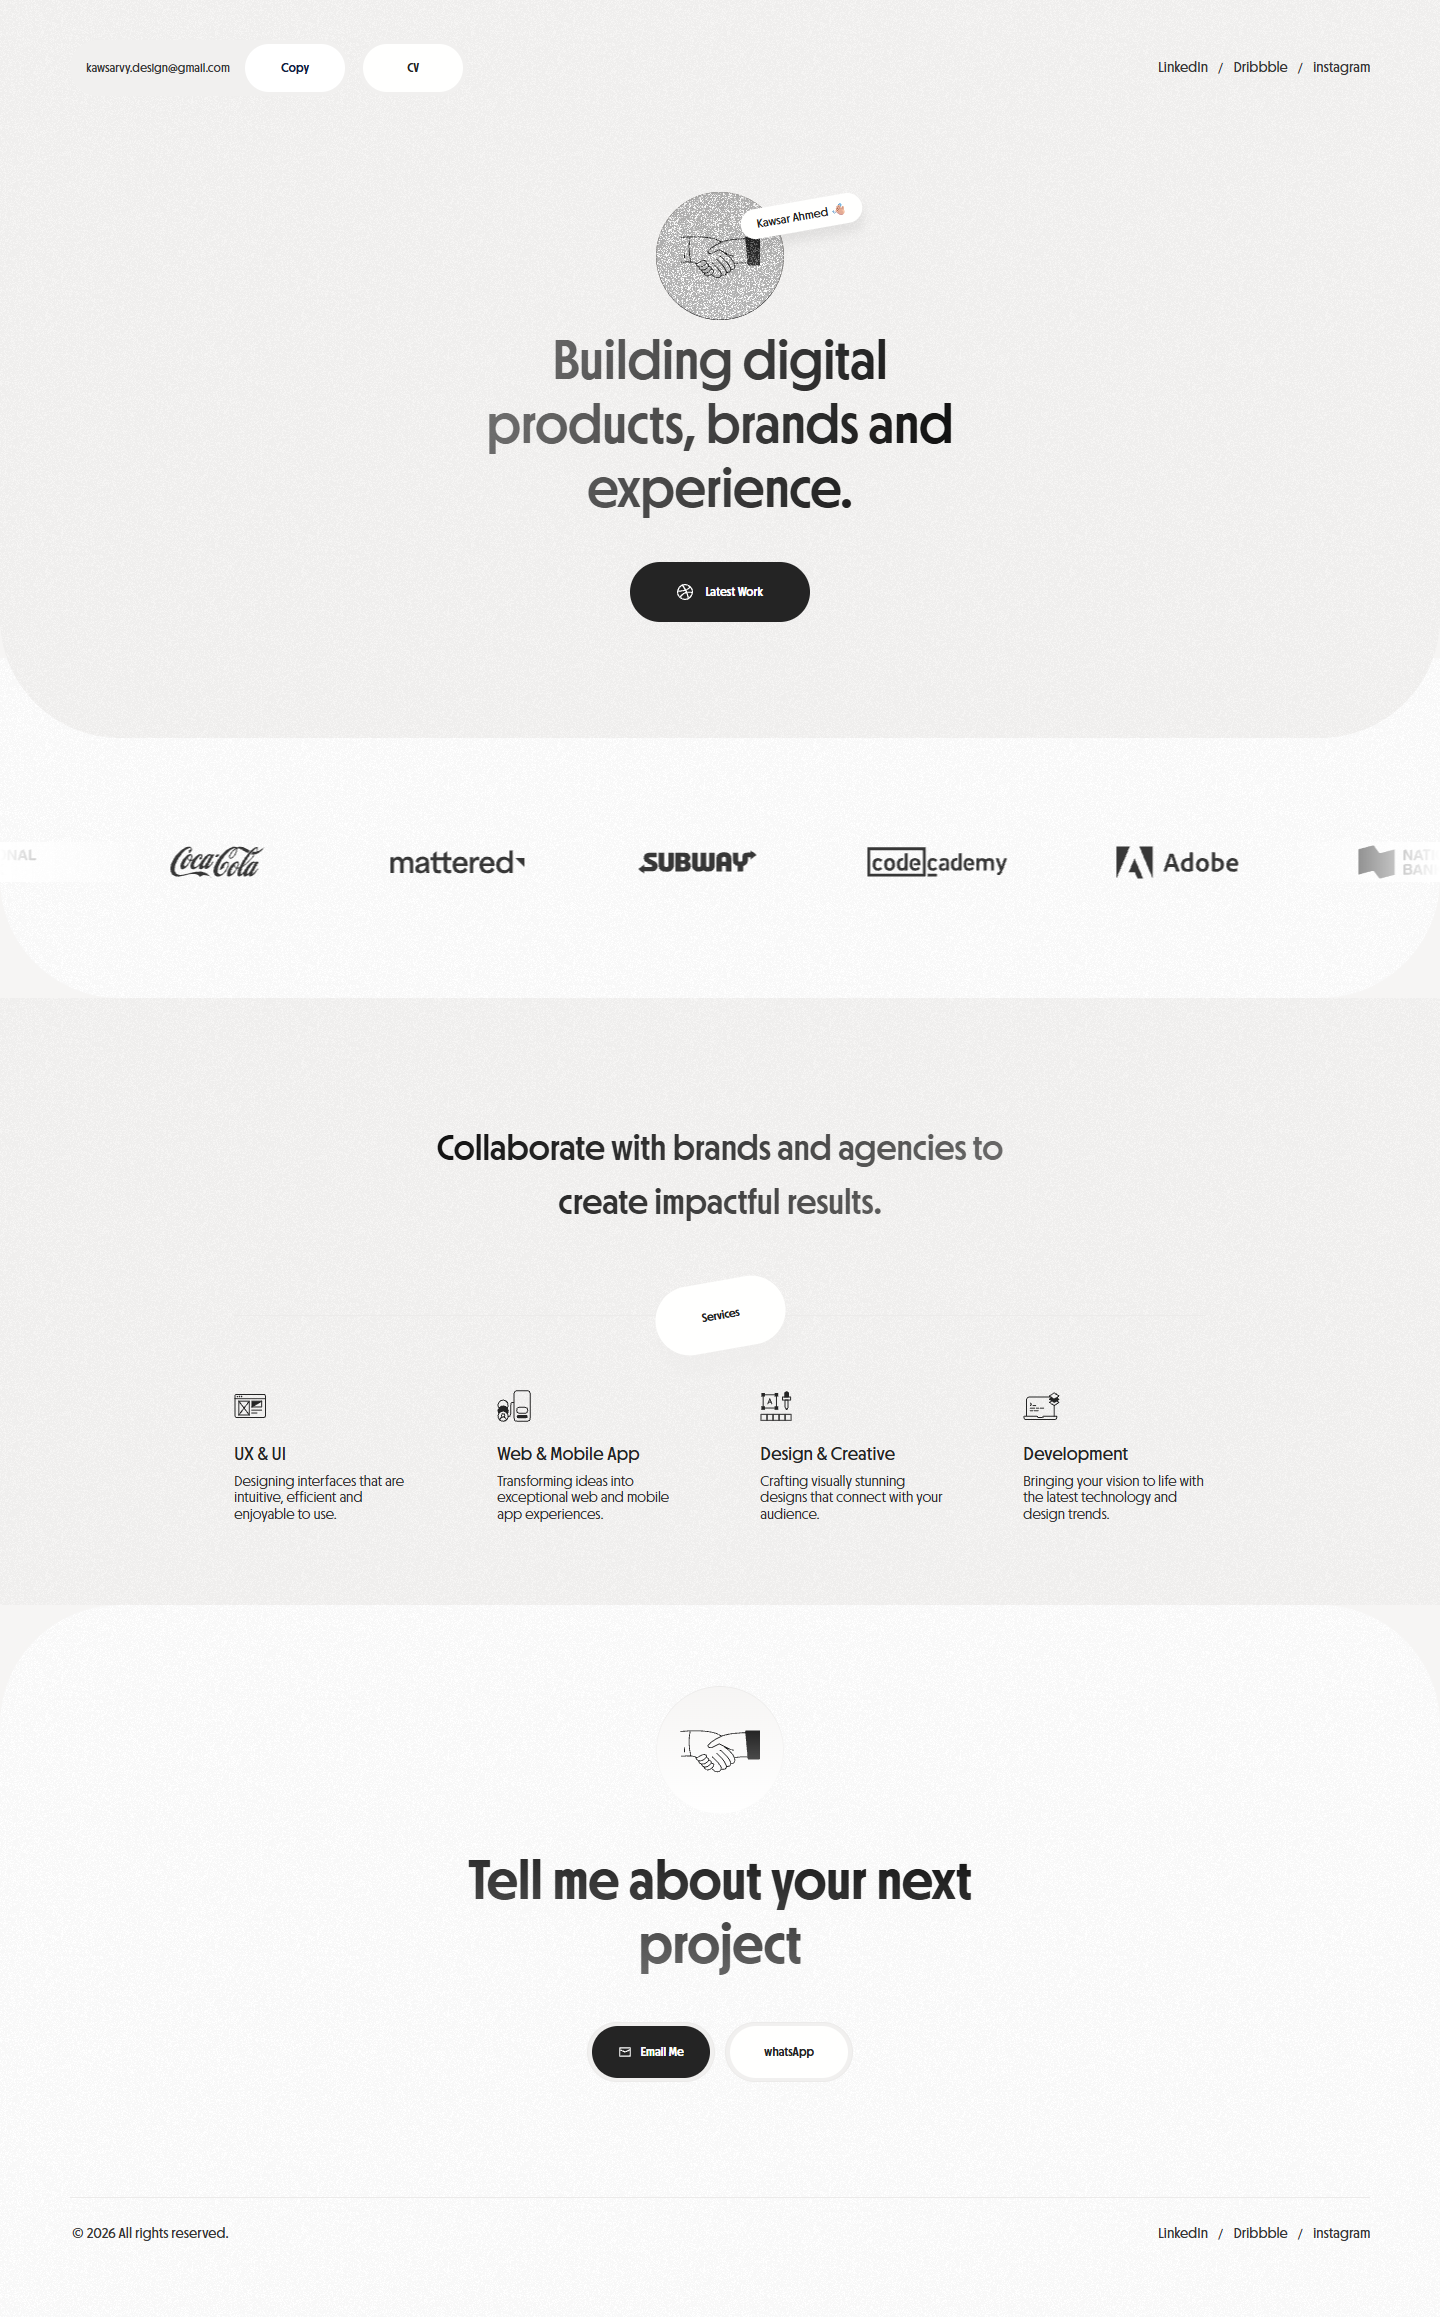 kawsarvy.design@gmail.com Copy CV LinkedIn / Dribbble / instagram
Kawsar Ahmed 👋🏼
Building digital
products, brands and
experience.
Latest Work
Coca-Cola mattered SUBWAY codecademy Adobe
Collaborate with brands and agencies to
create impactful results.
Services
UX & UI
Designing interfaces that are
intuitive, efficient and
enjoyable to use.
Web & Mobile App
Transforming ideas into
exceptional web and mobile
app experiences.
Design & Creative
Crafting visually stunning
designs that connect with your
audience.
Development
Bringing your vision to life with
the latest technology and
design trends.
Tell me about your next
project
Email Me whatsApp
© 2026 All rights reserved. LinkedIn / Dribbble / instagram